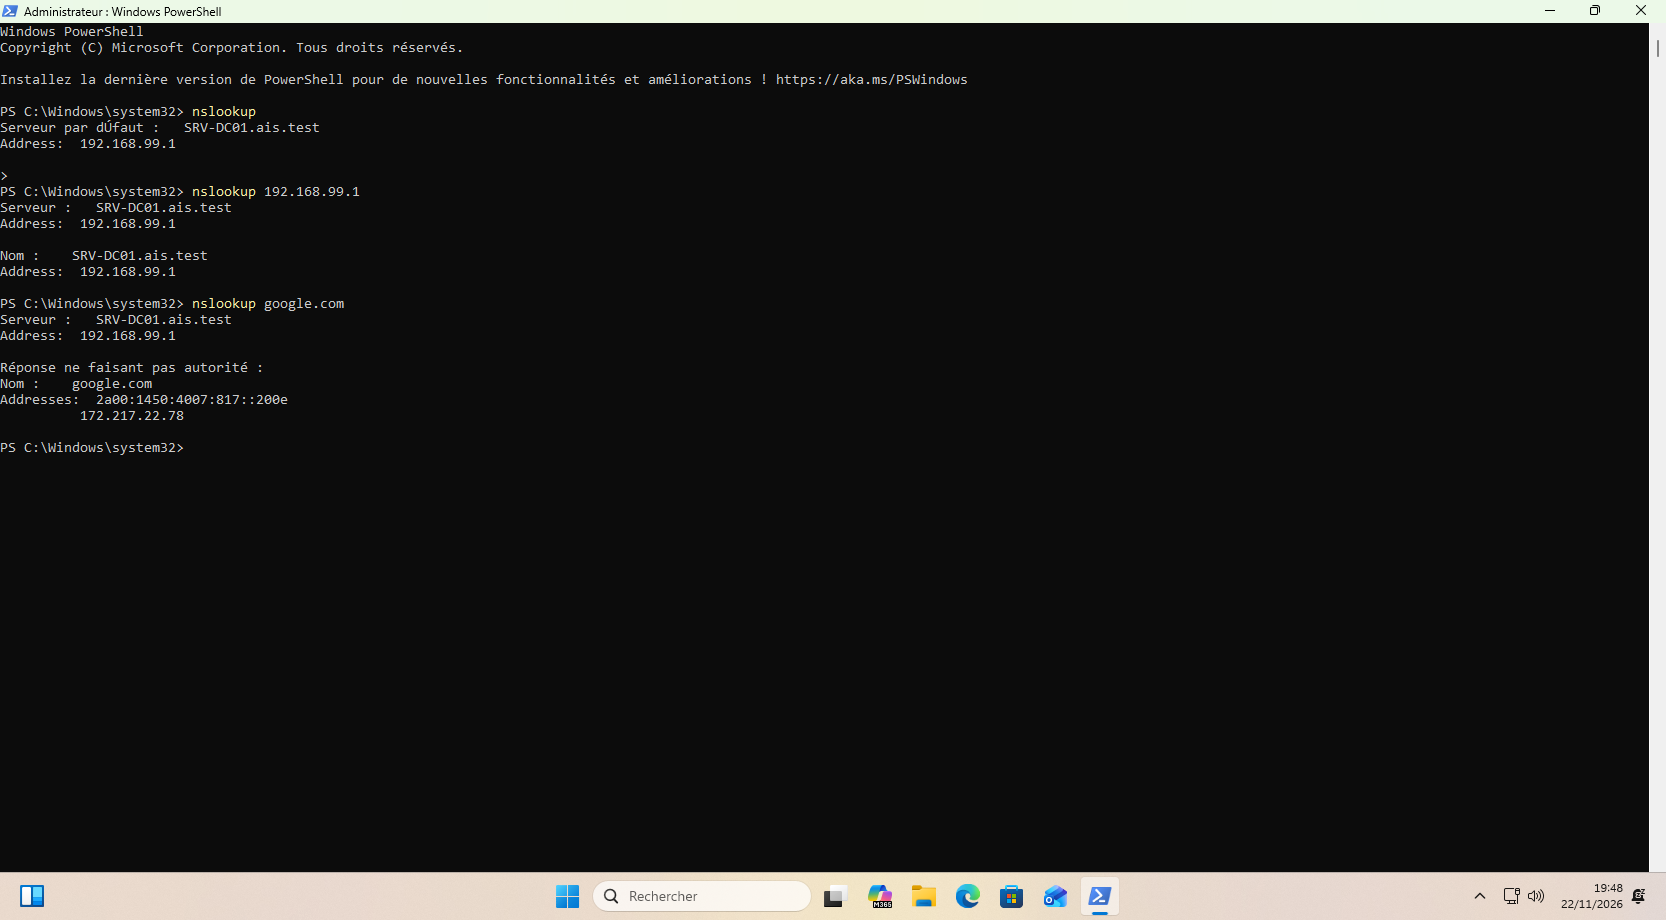 Administrateur : Windows PowerShell
Windows PowerShell
Copyright (C) Microsoft Corporation. Tous droits réservés.
Installez la dernière version de PowerShell pour de nouvelles fonctionnalités et améliorations ! https://aka.ms/PSWindows
PS C:\Windows\system32> nslookup
Serveur par dÚfaut :   SRV-DC01.ais.test
Address:  192.168.99.1
>
PS C:\Windows\system32> nslookup 192.168.99.1
Serveur :   SRV-DC01.ais.test
Address:  192.168.99.1
Nom :    SRV-DC01.ais.test
Address:  192.168.99.1
PS C:\Windows\system32> nslookup google.com
Serveur :   SRV-DC01.ais.test
Address:  192.168.99.1
Réponse ne faisant pas autorité :
Nom :    google.com
Addresses:  2a00:1450:4007:817::200e
172.217.22.78
PS C:\Windows\system32>
Rechercher
M365
19:48
22/11/2026